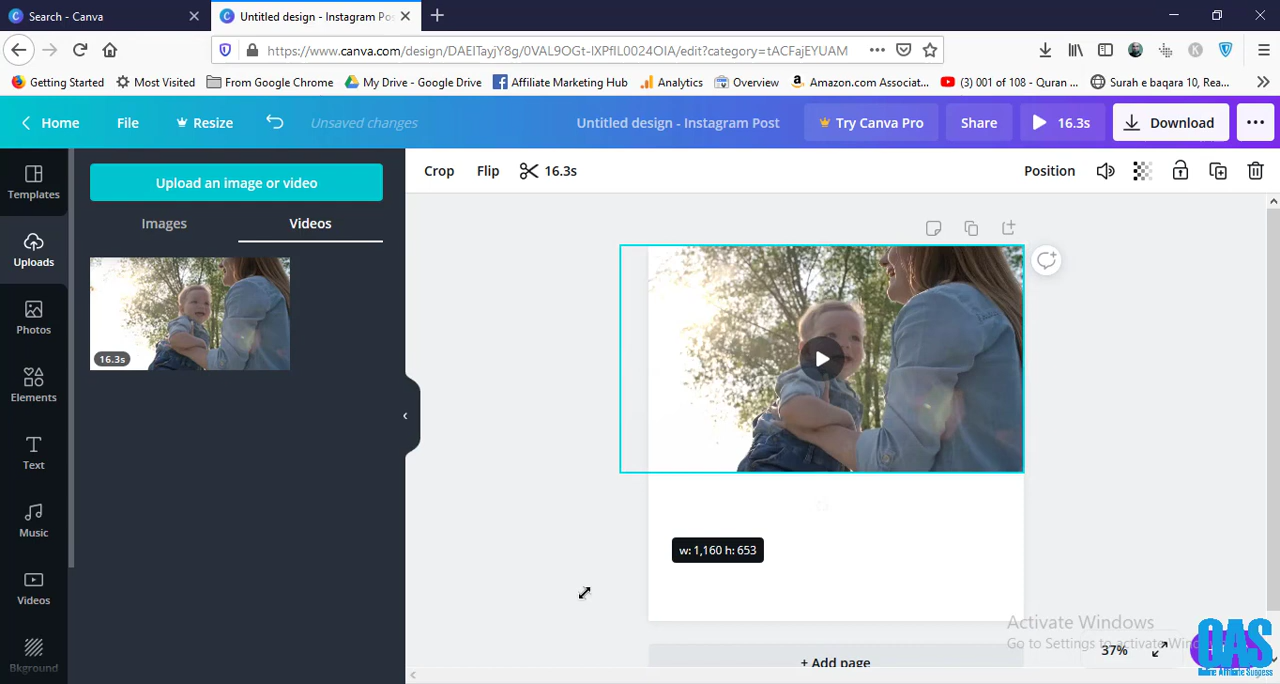 Search - Canva
Untitled design - Instagram Pos
https://www.canva.com/design/DAEITayjY8g/0VAL9OGt-IXPfIL0024OIA/edit?category=tACFajEYUAM
Getting Started
Most Visited
From Google Chrome
My Drive - Google Drive
Affiliate Marketing Hub
Analytics
Overview
Amazon.com Associat...
(3) 001 of 108 - Quran ...
Surah e baqara 10, Rea...
Home
File
Resize
Unsaved changes
Untitled design - Instagram Post
Try Canva Pro
Share
16.3s
Download
Templates
Uploads
Photos
Elements
Text
Music
Videos
Bkground
Upload an image or video
Images
Videos
16.3s
Crop
Flip
16.3s
Position
w: 1,160 h: 653
+ Add page
Activate Windows
Go to Settings to activate Win
37%
OAS
Online Affiliate Success